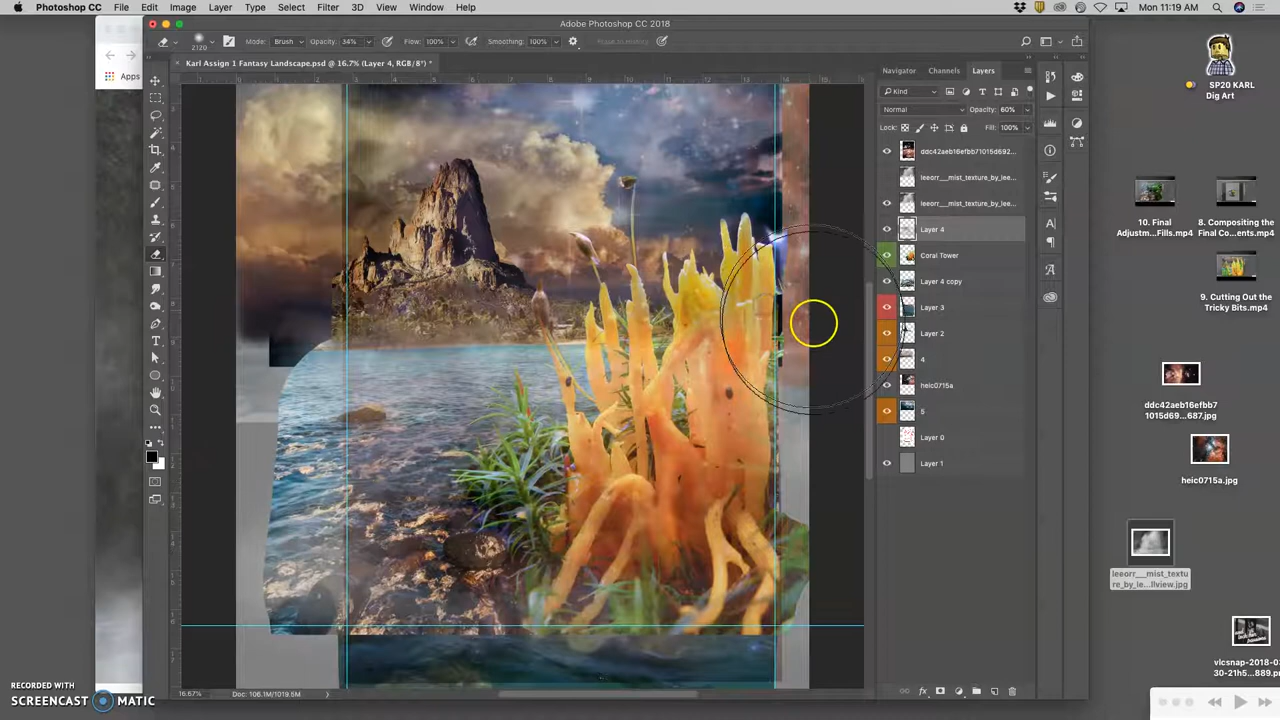 Photoshop CC File Edit Image Layer Type Select Filter 3D View Window Help Mon 11:19 AM
Adobe Photoshop CC 2018
2120 Mode: Brush Opacity: 34% Flow: 100% Smoothing: 100%
Karl Assign 1 Fantasy Landscape.psd @ 16.7% (Layer 4, RGB/8*) *
Apps
Navigator Channels Layers
Kind
Normal Opacity: 60%
Lock: Fill: 100%
ddc42aeb16efbb71015d692...
leeorr___mist_texture_by_lee...
leeorr___mist_texture_by_lee...
Layer 4
Coral Tower
Layer 4 copy
Layer 3
Layer 2
4
heic0715a
5
Layer 0
Layer 1
SP20 KARL
Dig Art
10. Final
Adjustm...Fills.mp4
8. Compositing the
Final Co...ents.mp4
9. Cutting Out the
Tricky Bits.mp4
ddc42aeb16efbb7
1015d69...687.jpg
heic0715a.jpg
leeorr___mist_textu
re_by_le...llview.jpg
vlcsnap-2018-03-
30-21h5...889.png
16.67% Doc: 106.1M/1019.5M
RECORDED WITH
SCREENCAST MATIC